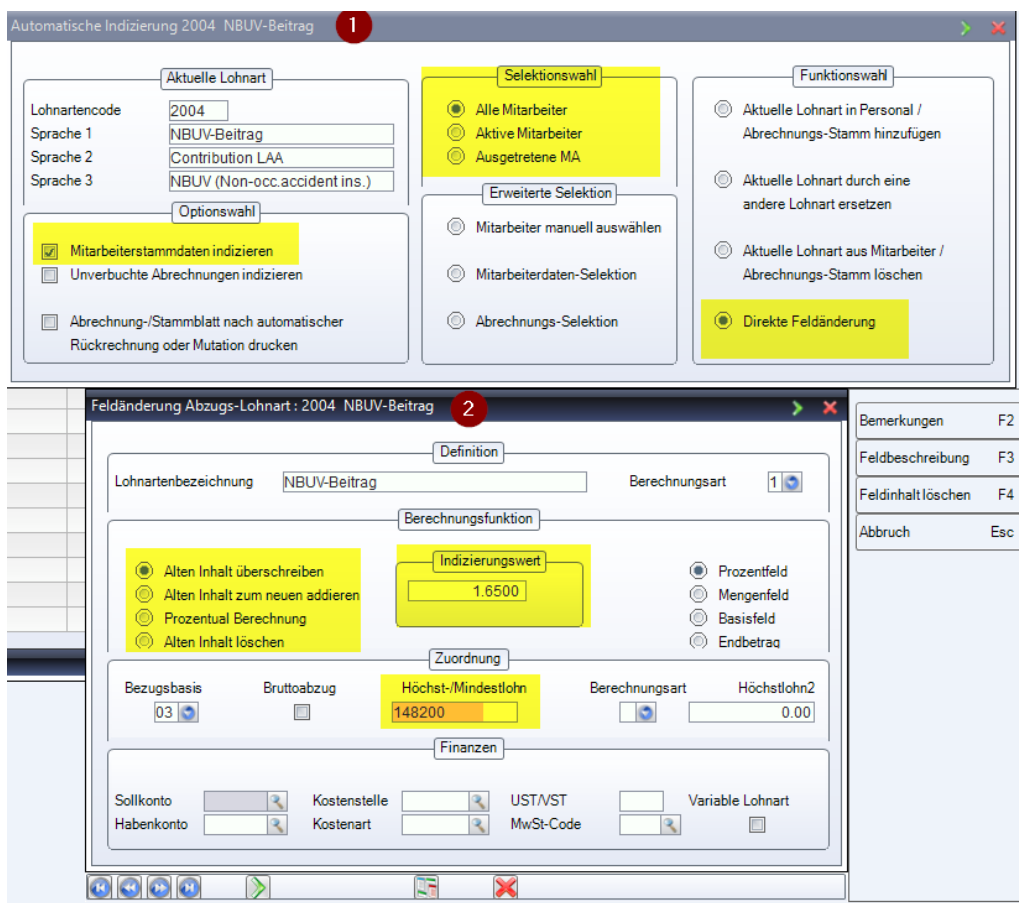 Automatische Indizierung 2004 NBUV-Beitrag
1
Aktuelle Lohnart
Lohnartencode 2004
Sprache 1 NBUV-Beitrag
Sprache 2 Contribution LAA
Sprache 3 NBUV (Non-occ.accident ins.)
Optionswahl
Mitarbeiterstammdaten indizieren
Unverbuchte Abrechnungen indizieren
Abrechnung-/Stammblatt nach automatischer
Rückrechnung oder Mutation drucken
Selektionswahl
Alle Mitarbeiter
Aktive Mitarbeiter
Ausgetretene MA
Erweiterte Selektion
Mitarbeiter manuell auswählen
Mitarbeiterdaten-Selektion
Abrechnungs-Selektion
Funktionswahl
Aktuelle Lohnart in Personal /
Abrechnungs-Stamm hinzufügen
Aktuelle Lohnart durch eine
andere Lohnart ersetzen
Aktuelle Lohnart aus Mitarbeiter /
Abrechnungs-Stamm löschen
Direkte Feldänderung
Feldänderung Abzugs-Lohnart : 2004 NBUV-Beitrag
2
Definition
Lohnartenbezeichnung NBUV-Beitrag Berechnungsart 1
Berechnungsfunktion
Alten Inhalt überschreiben
Alten Inhalt zum neuen addieren
Prozentual Berechnung
Alten Inhalt löschen
Indizierungswert
1.6500
Prozentfeld
Mengenfeld
Basisfeld
Endbetrag
Zuordnung
Bezugsbasis Bruttoabzug Höchst-/Mindestlohn Berechnungsart Höchstlohn2
03 148200 0.00
Finanzen
Sollkonto Kostenstelle UST/VST Variable Lohnart
Habenkonto Kostenart MwSt-Code
Bemerkungen F2
Feldbeschreibung F3
Feldinhalt löschen F4
Abbruch Esc